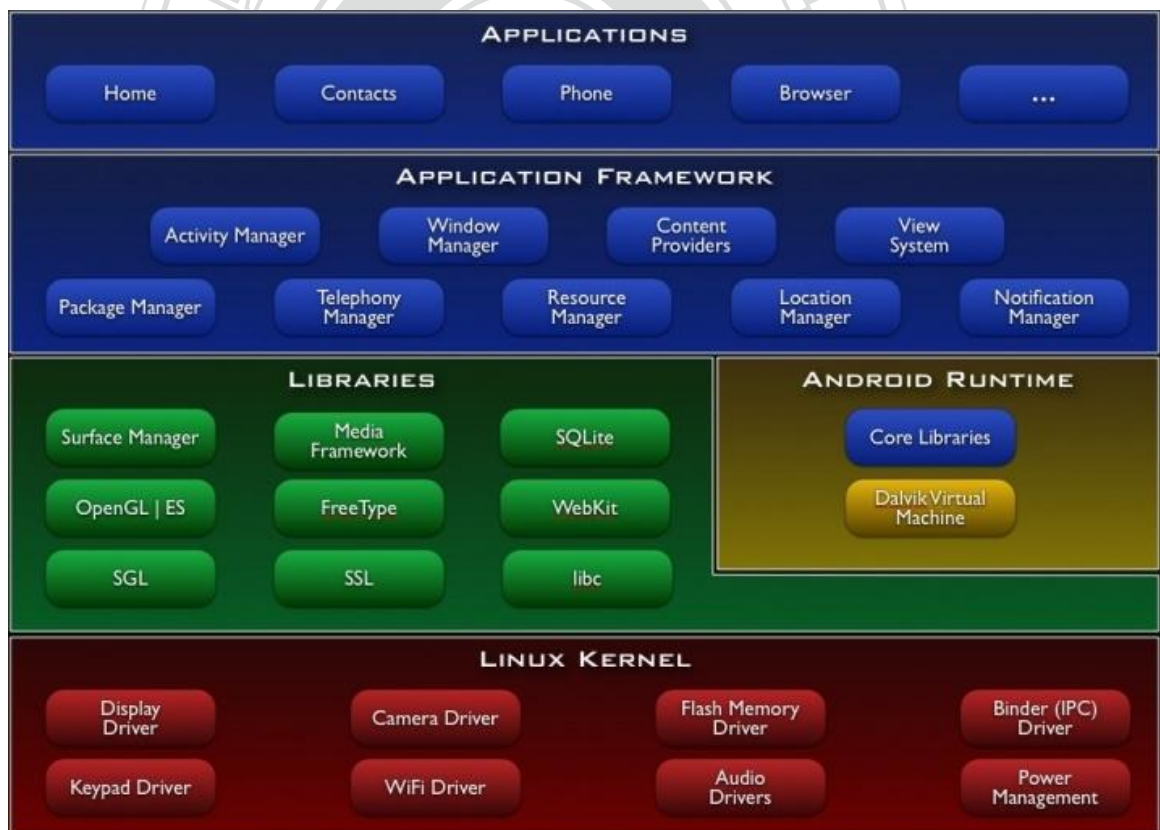 APPLICATIONS
Home
Contacts
Phone
Browser
...
APPLICATION FRAMEWORK
Activity Manager
Window
Manager
Content
Providers
View
System
Package Manager
Telephony
Manager
Resource
Manager
Location
Manager
Notification
Manager
LIBRARIES
Surface Manager
Media
Framework
SQLite
OpenGL | ES
FreeType
WebKit
SGL
SSL
libc
ANDROID RUNTIME
Core Libraries
Dalvik Virtual
Machine
LINUX KERNEL
Display
Driver
Camera Driver
Flash Memory
Driver
Binder (IPC)
Driver
Keypad Driver
WiFi Driver
Audio
Drivers
Power
Management